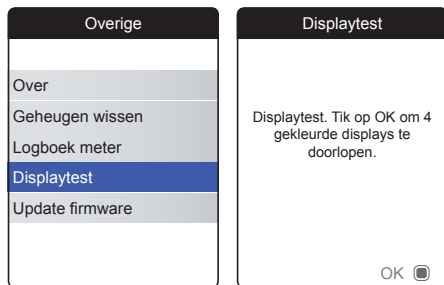 Overige
Over
Geheugen wissen
Logboek meter
Displaytest
Update firmware
Displaytest
Displaytest. Tik op OK om 4
gekleurde displays te
doorlopen.
OK